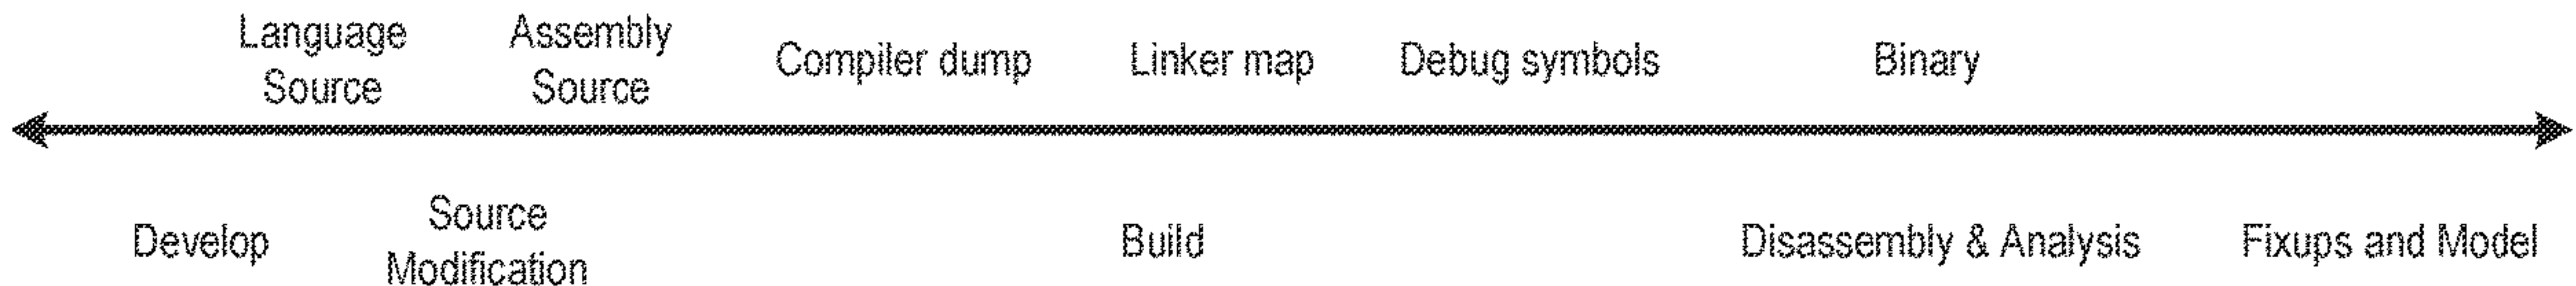 Language
Source
Assembly
Source
Compiler dump
Linker map
Debug symbols
Binary
Develop
Source
Modification
Build
Disassembly & Analysis
Fixups and Model